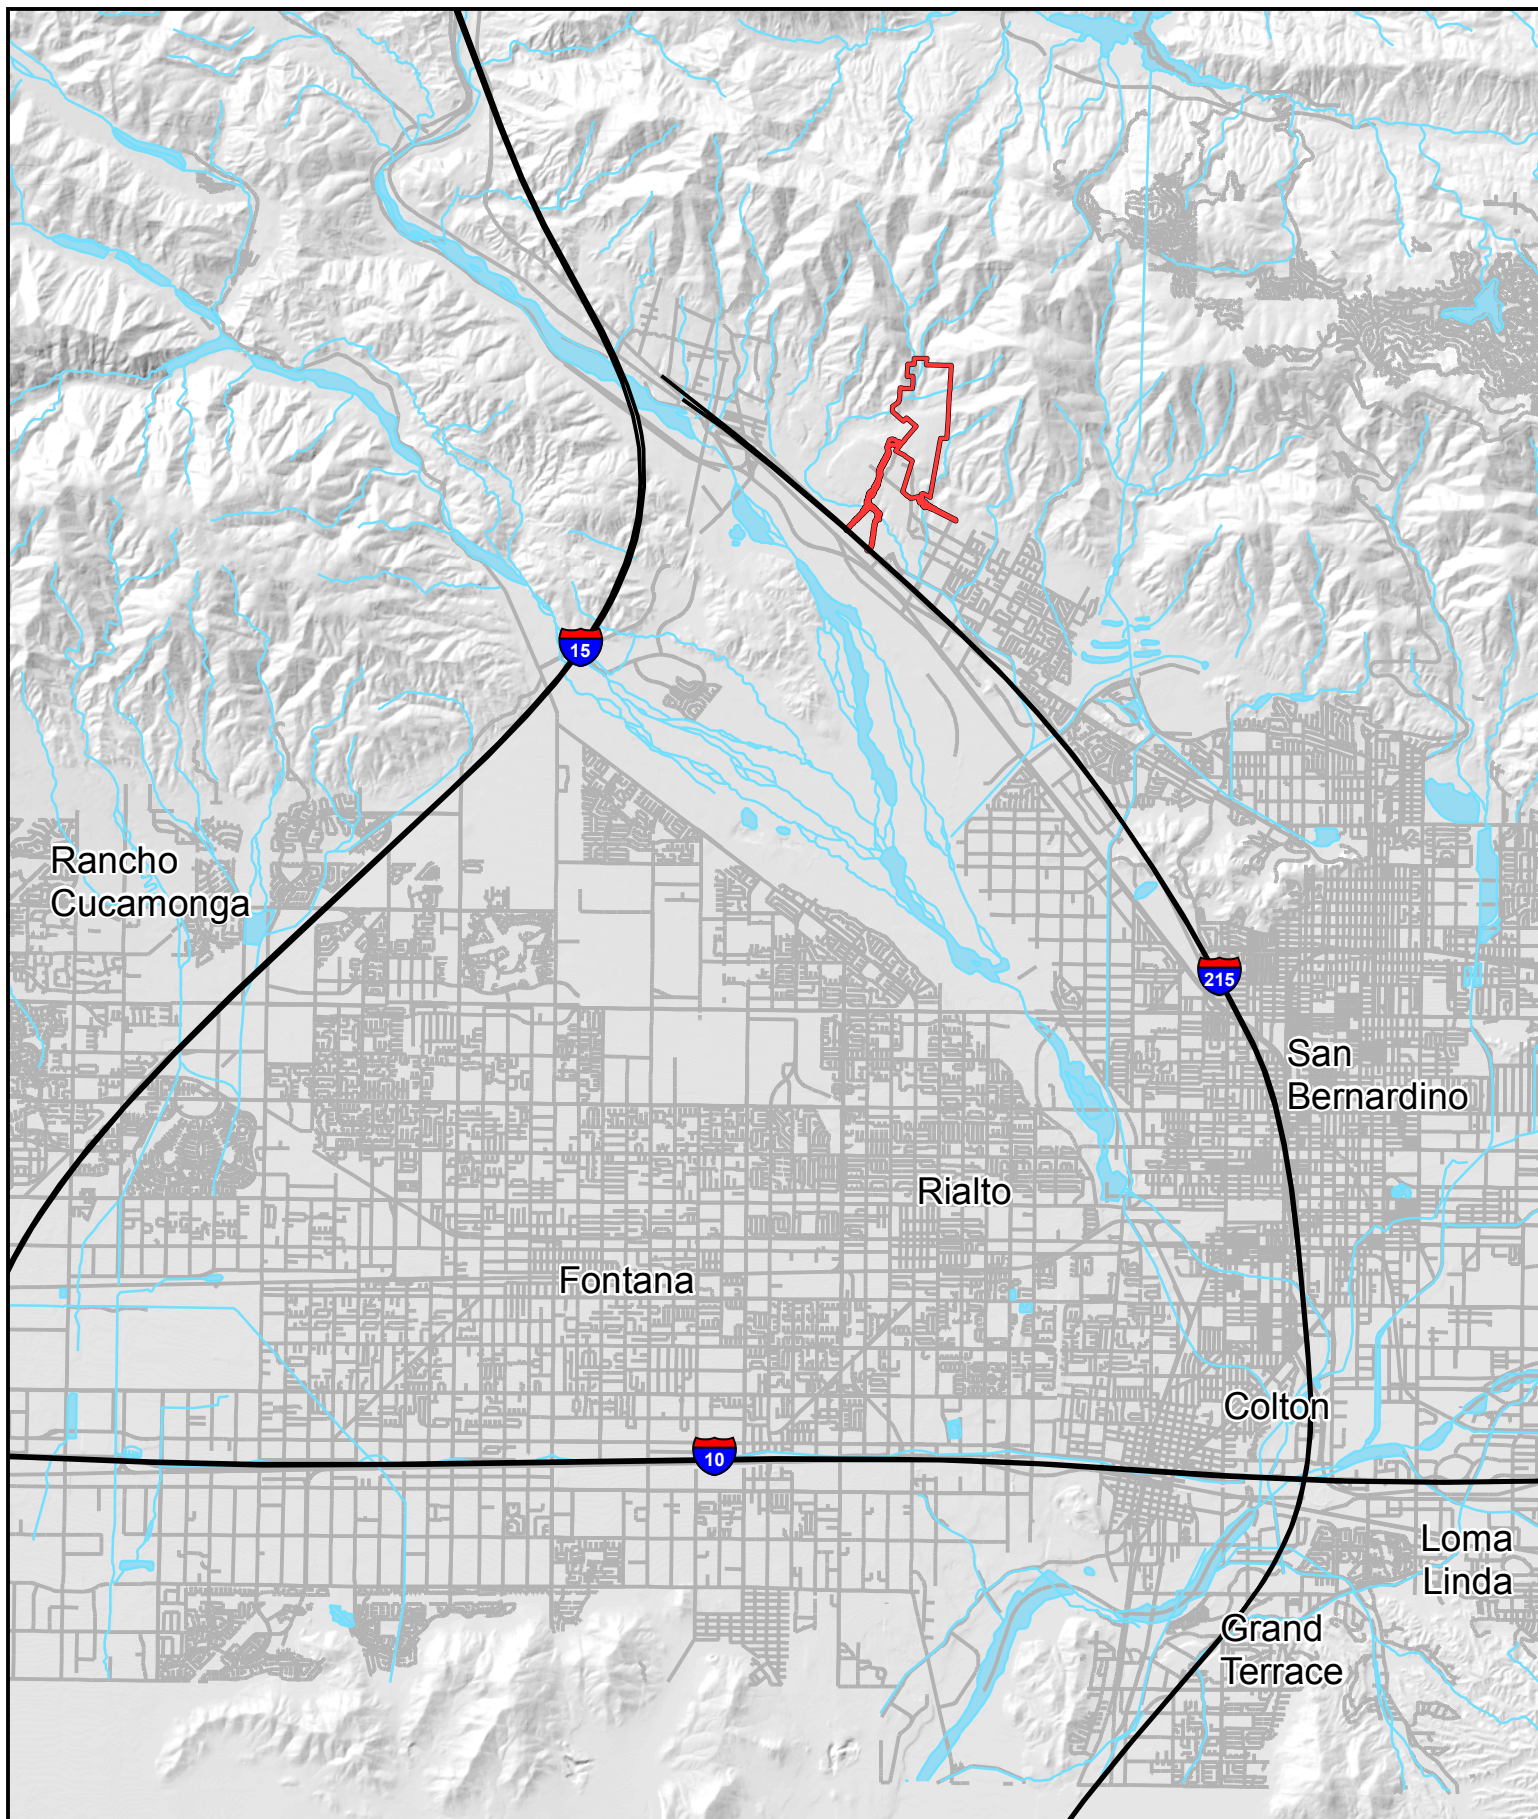 15
Rancho
Cucamonga
215
San
Bernardino
Rialto
Fontana
Colton
10
Loma
Linda
Grand
Terrace